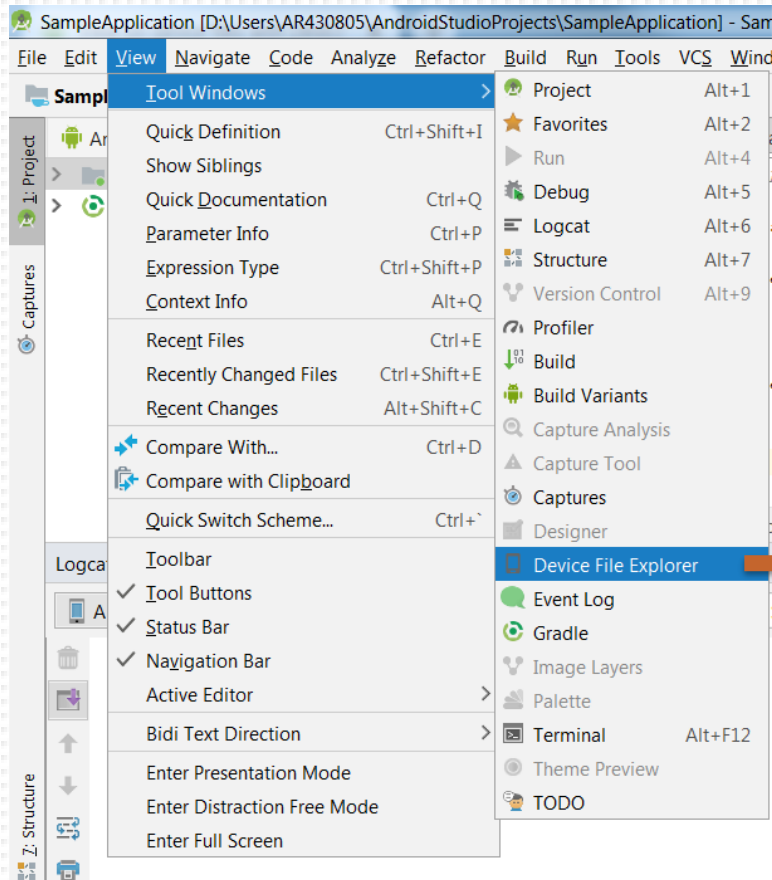 SampleApplication [D:\Users\AR430805\AndroidStudioProjects\SampleApplication] - Sam
File Edit View Navigate Code Analyze Refactor Build Run Tools VCS Wind
Sampl
1: Project
Captures
Z: Structure
Logca
Tool Windows
Quick Definition Ctrl+Shift+I
Show Siblings
Quick Documentation Ctrl+Q
Parameter Info Ctrl+P
Expression Type Ctrl+Shift+P
Context Info Alt+Q
Recent Files Ctrl+E
Recently Changed Files Ctrl+Shift+E
Recent Changes Alt+Shift+C
Compare With... Ctrl+D
Compare with Clipboard
Quick Switch Scheme... Ctrl+`
Toolbar
Tool Buttons
Status Bar
Navigation Bar
Active Editor
Bidi Text Direction
Enter Presentation Mode
Enter Distraction Free Mode
Enter Full Screen
Project Alt+1
Favorites Alt+2
Run Alt+4
Debug Alt+5
Logcat Alt+6
Structure Alt+7
Version Control Alt+9
Profiler
Build
Build Variants
Capture Analysis
Capture Tool
Captures
Designer
Device File Explorer
Event Log
Gradle
Image Layers
Palette
Terminal Alt+F12
Theme Preview
TODO